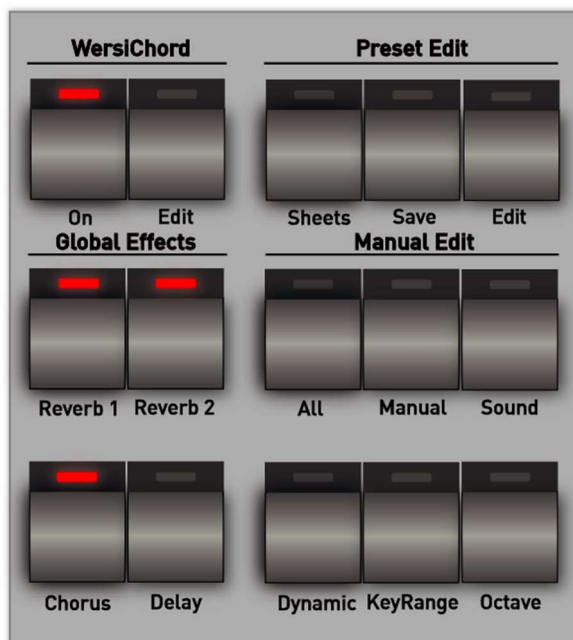 WersiChord Preset Edit
On Edit Sheets Save Edit
Global Effects Manual Edit
Reverb 1 Reverb 2 All Manual Sound
Chorus Delay Dynamic KeyRange Octave